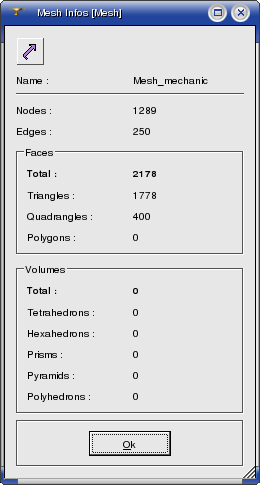 Mesh Infos [Mesh]
Name : Mesh_mechanic
Nodes : 1289
Edges : 250
Faces
Total : 2178
Triangles : 1778
Quadrangles : 400
Polygons : 0
Volumes
Total : 0
Tetrahedrons : 0
Hexahedrons : 0
Prisms : 0
Pyramids : 0
Polyhedrons : 0
Ok